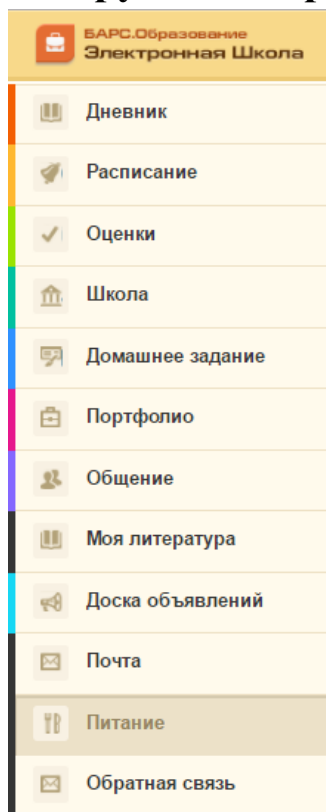 БАРС.Образование
Электронная Школа
Дневник
Расписание
Оценки
Школа
Домашнее задание
Портфолио
Общение
Моя литература
Доска объявлений
Почта
Питание
Обратная связь